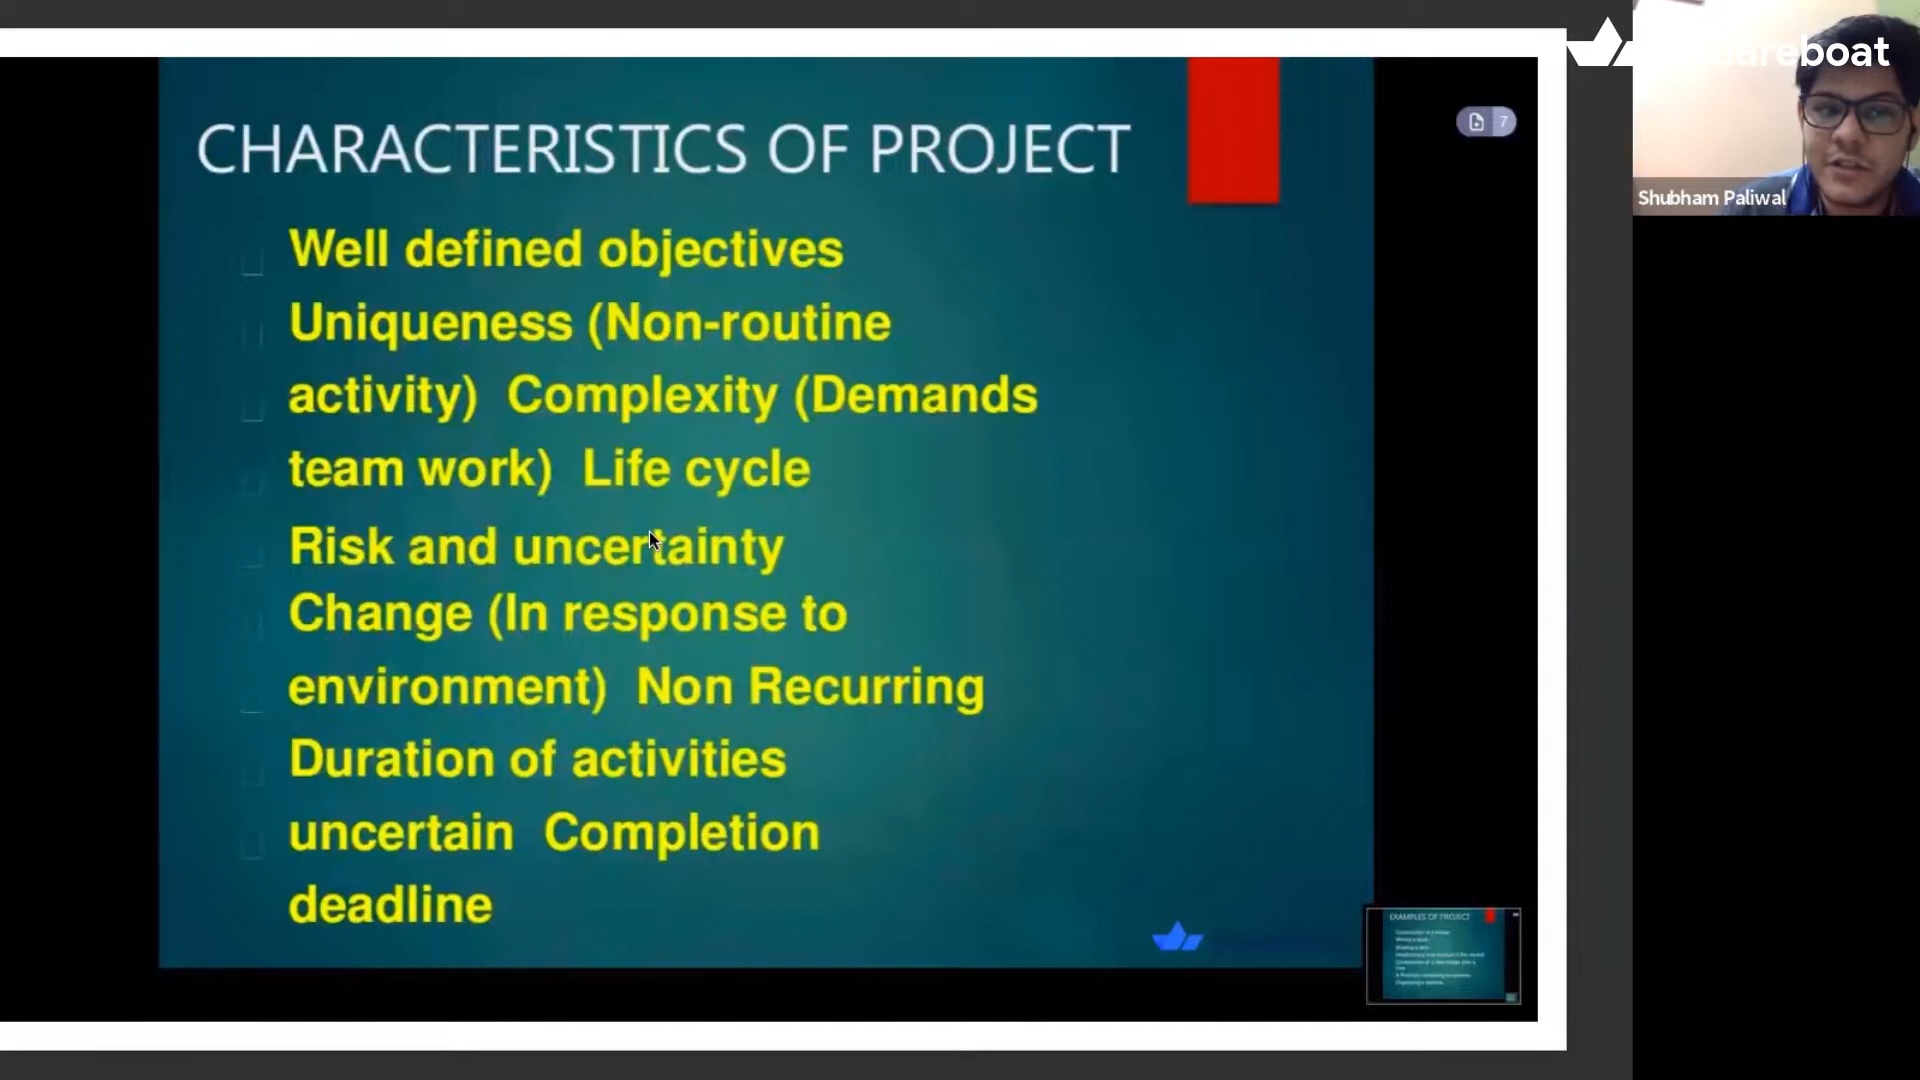 CHARACTERISTICS OF PROJECT
Well defined objectives
Uniqueness (Non-routine
activity) Complexity (Demands
team work) Life cycle
Risk and uncertainty
Change (In response to
environment) Non Recurring
Duration of activities
uncertain Completion
deadline
7
Shubham Paliwal
EXAMPLES OF PROJECT